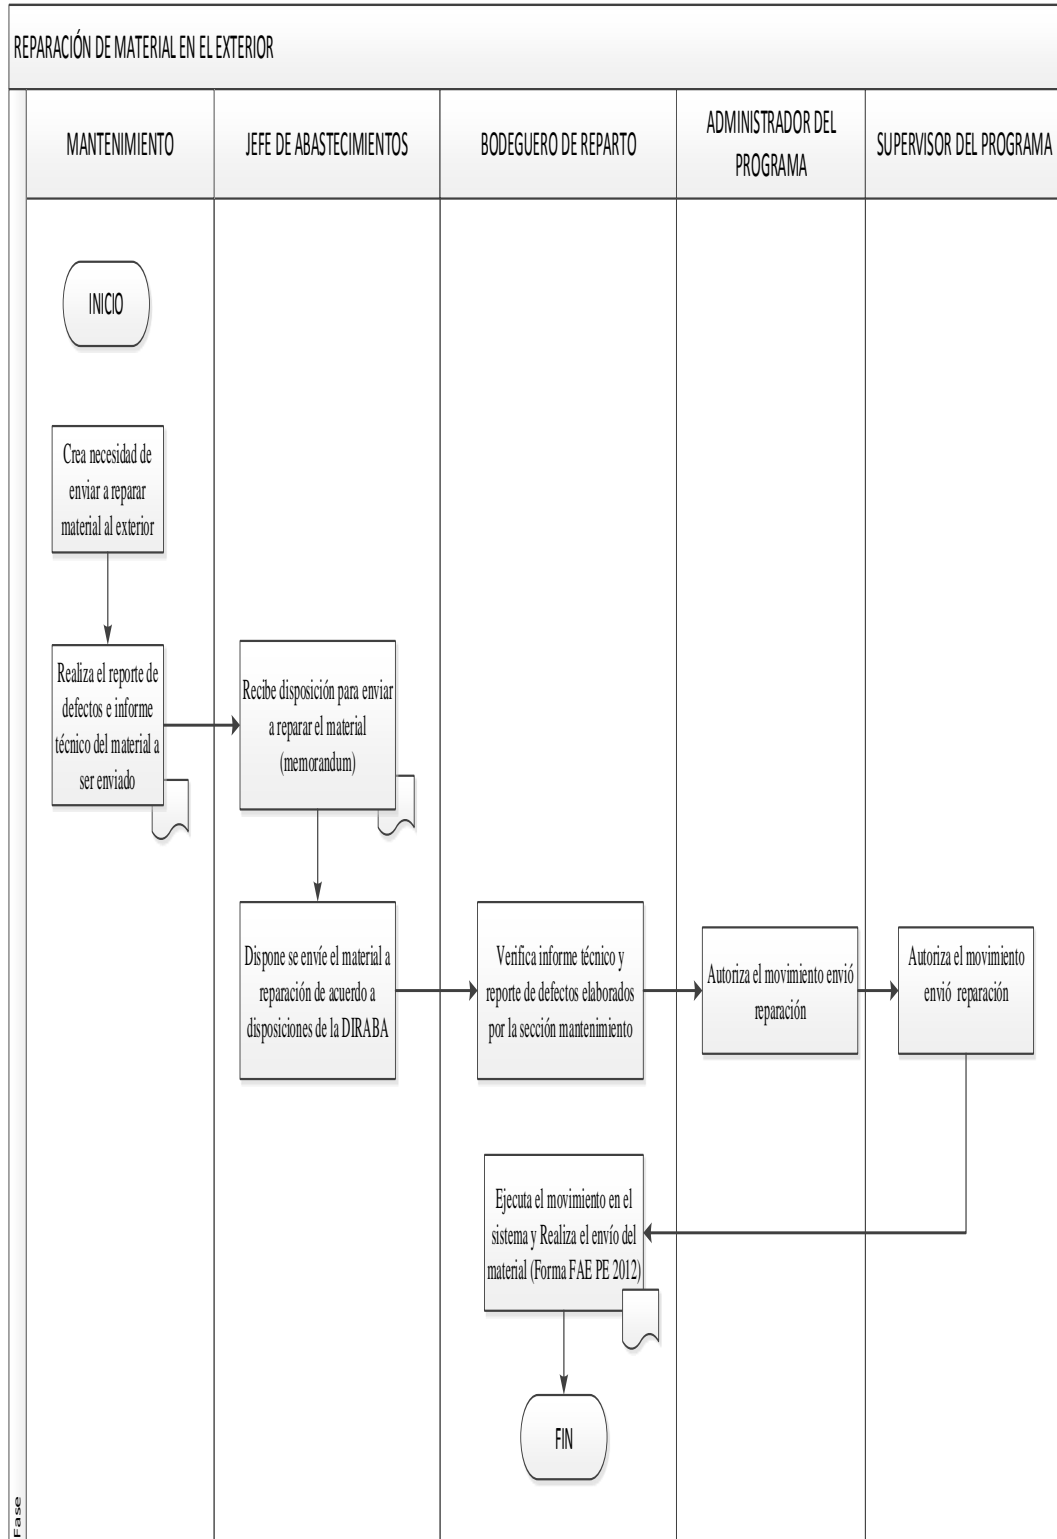 REPARACIÓN DE MATERIAL EN EL EXTERIOR
MANTENIMIENTO
JEFE DE ABASTECIMIENTOS
BODEGUERO DE REPARTO
ADMINISTRADOR DEL
PROGRAMA
SUPERVISOR DEL PROGRAMA
INICIO
Crea necesidad de
enviar a reparar
material al exterior
Realiza el reporte de
defectos e informe
técnico del material a
ser enviado
Recibe disposición para enviar
a reparar el material
(memorandum)
Dispone se envíe el material a
reparación de acuerdo a
disposiciones de la DIRABA
Verifica informe técnico y
reporte de defectos elaborados
por la sección mantenimiento
Autoriza el movimiento envió
reparación
Autoriza el movimiento
envió reparación
Ejecuta el movimiento en el
sistema y Realiza el envío del
material (Forma FAE PE 2012)
FIN
Fase